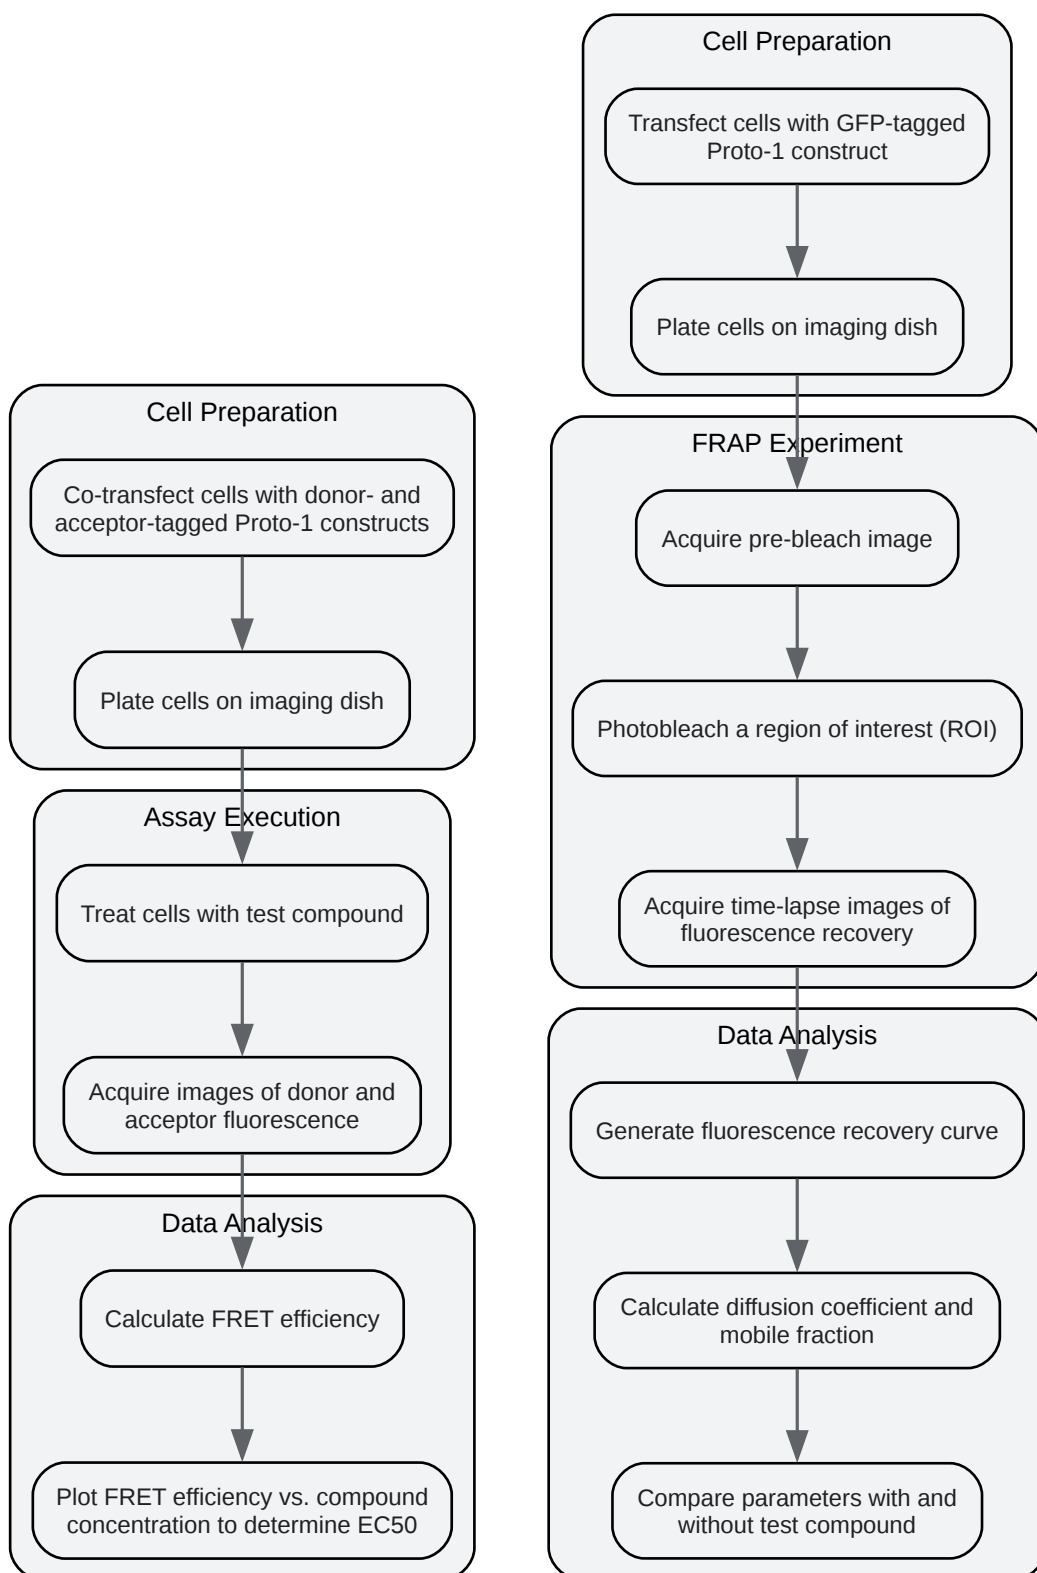 Cell Preparation
Co-transfect cells with donor- and
acceptor-tagged Proto-1 constructs
Plate cells on imaging dish
Assay Execution
Treat cells with test compound
Acquire images of donor and
acceptor fluorescence
Data Analysis
Calculate FRET efficiency
Plot FRET efficiency vs. compound
concentration to determine EC50
Cell Preparation
Transfect cells with GFP-tagged
Proto-1 construct
Plate cells on imaging dish
FRAP Experiment
Acquire pre-bleach image
Photobleach a region of interest (ROI)
Acquire time-lapse images of
fluorescence recovery
Data Analysis
Generate fluorescence recovery curve
Calculate diffusion coefficient and
mobile fraction
Compare parameters with and
without test compound